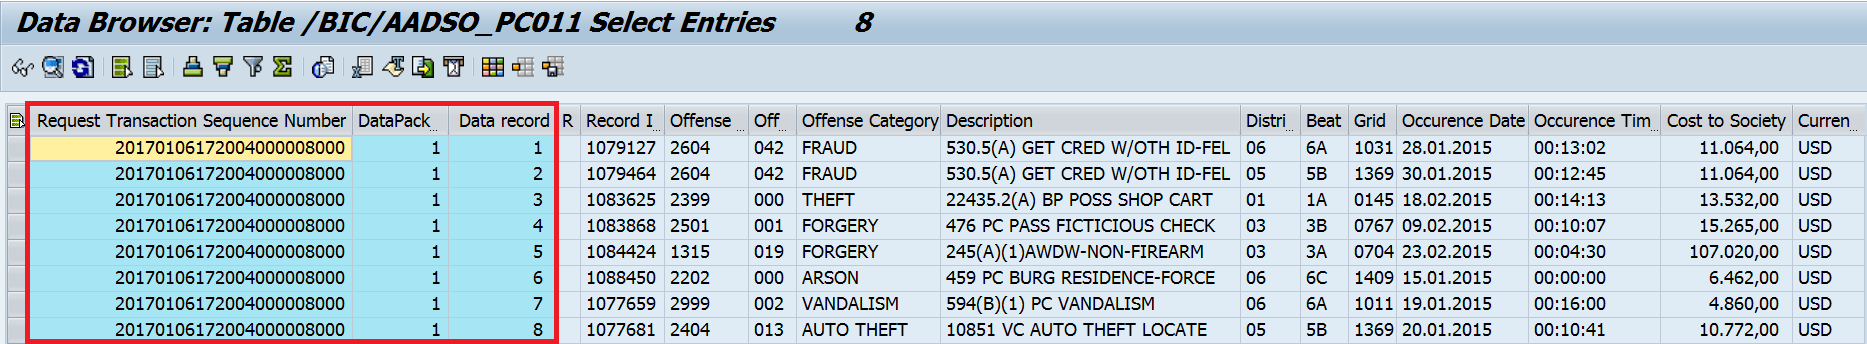 Data Browser: Table /BIC/AADSO_PC011 Select Entries 8
Request Transaction Sequence Number DataPack.. Data record R Record I.. Offense .. Off.. Offense Category Description Distri.. Beat Grid Occurence Date Occurence Tim.. Cost to Society Curren..
20170106172004000008000 1 1 1079127 2604 042 FRAUD 530.5(A) GET CRED W/OTH ID-FEL 06 6A 1031 28.01.2015 00:13:02 11.064,00 USD
20170106172004000008000 1 2 1079464 2604 042 FRAUD 530.5(A) GET CRED W/OTH ID-FEL 05 5B 1369 30.01.2015 00:12:45 11.064,00 USD
20170106172004000008000 1 3 1083625 2399 000 THEFT 22435.2(A) BP POSS SHOP CART 01 1A 0145 18.02.2015 00:14:13 13.532,00 USD
20170106172004000008000 1 4 1083868 2501 001 FORGERY 476 PC PASS FICTICIOUS CHECK 03 3B 0767 09.02.2015 00:10:07 15.265,00 USD
20170106172004000008000 1 5 1084424 1315 019 FORGERY 245(A)(1)AWDW-NON-FIREARM 03 3A 0704 23.02.2015 00:04:30 107.020,00 USD
20170106172004000008000 1 6 1088450 2202 000 ARSON 459 PC BURG RESIDENCE-FORCE 06 6C 1409 15.01.2015 00:00:00 6.462,00 USD
20170106172004000008000 1 7 1077659 2999 002 VANDALISM 594(B)(1) PC VANDALISM 06 6A 1011 19.01.2015 00:16:00 4.860,00 USD
20170106172004000008000 1 8 1077681 2404 013 AUTO THEFT 10851 VC AUTO THEFT LOCATE 05 5B 1369 20.01.2015 00:10:41 10.772,00 USD